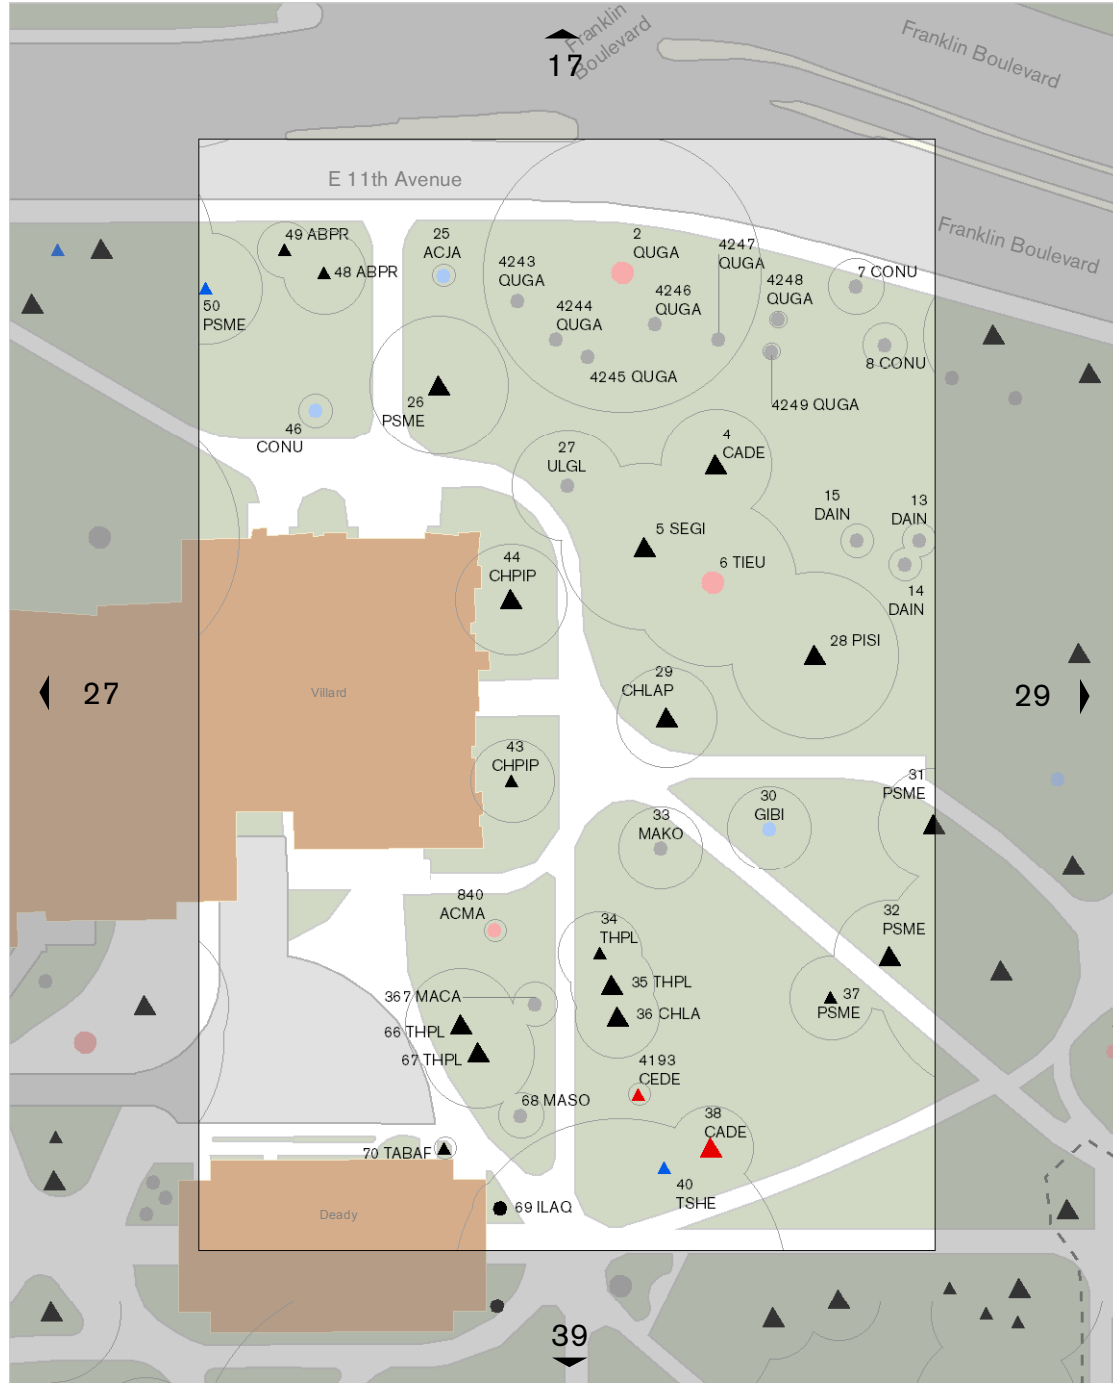 Franklin
Boulevard
Franklin Boulevard
17
E 11th Avenue
Franklin Boulevard
49 ABPR
48 ABPR
50
PSME
25
ACJA
2
QUGA
4247
QUGA
4243
QUGA
4246
QUGA
4248
QUGA
7 CONU
4244
QUGA
4245 QUGA
8 CONU
4249 QUGA
26
PSME
46
CONU
27
ULGL
4
CADE
15
DAIN
13
DAIN
14
DAIN
5 SEGI
6 TIEU
44
CHPIP
28 PISI
29
CHLAP
27
Villard
29
43
CHPIP
31
PSME
30
GIBI
33
MAKO
840
ACMA
34
THPL
32
PSME
35 THPL
36 CHLA
367 MACA
66 THPL
67 THPL
37
PSME
4193
CEDE
68 MASO
38
CADE
70 TABAF
40
TSHE
69 ILAQ
Deady
39